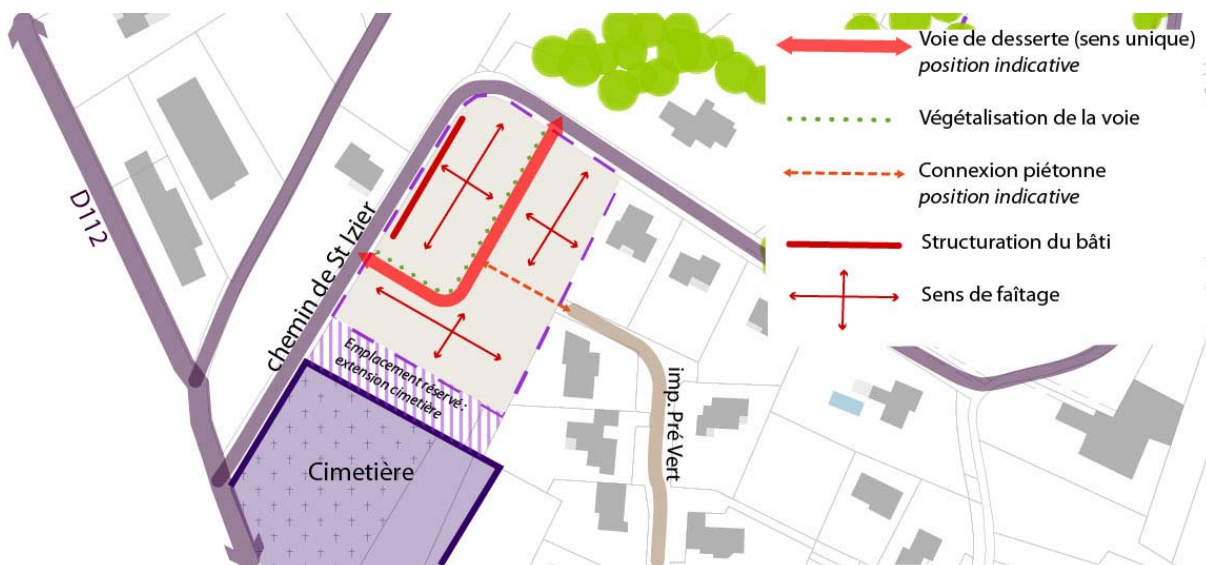 Voie de desserte (sens unique)
position indicative
Végétalisation de la voie
Connexion piétonne
position indicative
Structuration du bâti
Sens de faîtage
D112
chemin de St Izier
Emplacement réservé :
extension cimetière
imp. Pré Vert
Cimetière